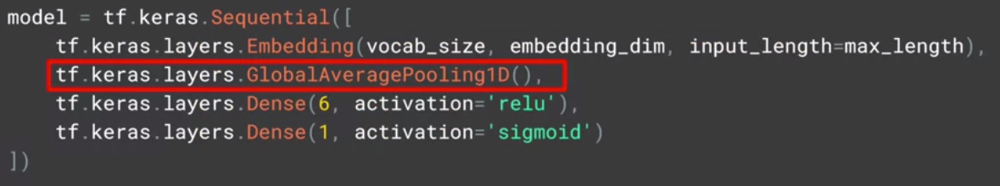 model = tf.keras.Sequential([
    tf.keras.layers.Embedding(vocab_size, embedding_dim, input_length=max_length),
    tf.keras.layers.GlobalAveragePooling1D(),
    tf.keras.layers.Dense(6, activation='relu'),
    tf.keras.layers.Dense(1, activation='sigmoid')
])